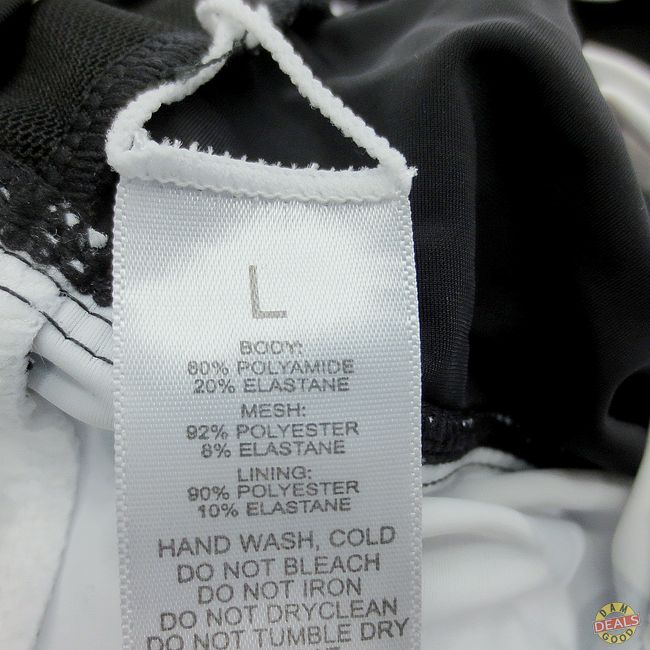 L
BODY:
80% POLYAMIDE
20% ELASTANE
MESH:
92% POLYESTER
8% ELASTANE
LINING:
90% POLYESTER
10% ELASTANE
HAND WASH, COLD
DO NOT BLEACH
DO NOT IRON
DO NOT DRYCLEAN
DO NOT TUMBLE DRY
DAM
DEALS
GOOD